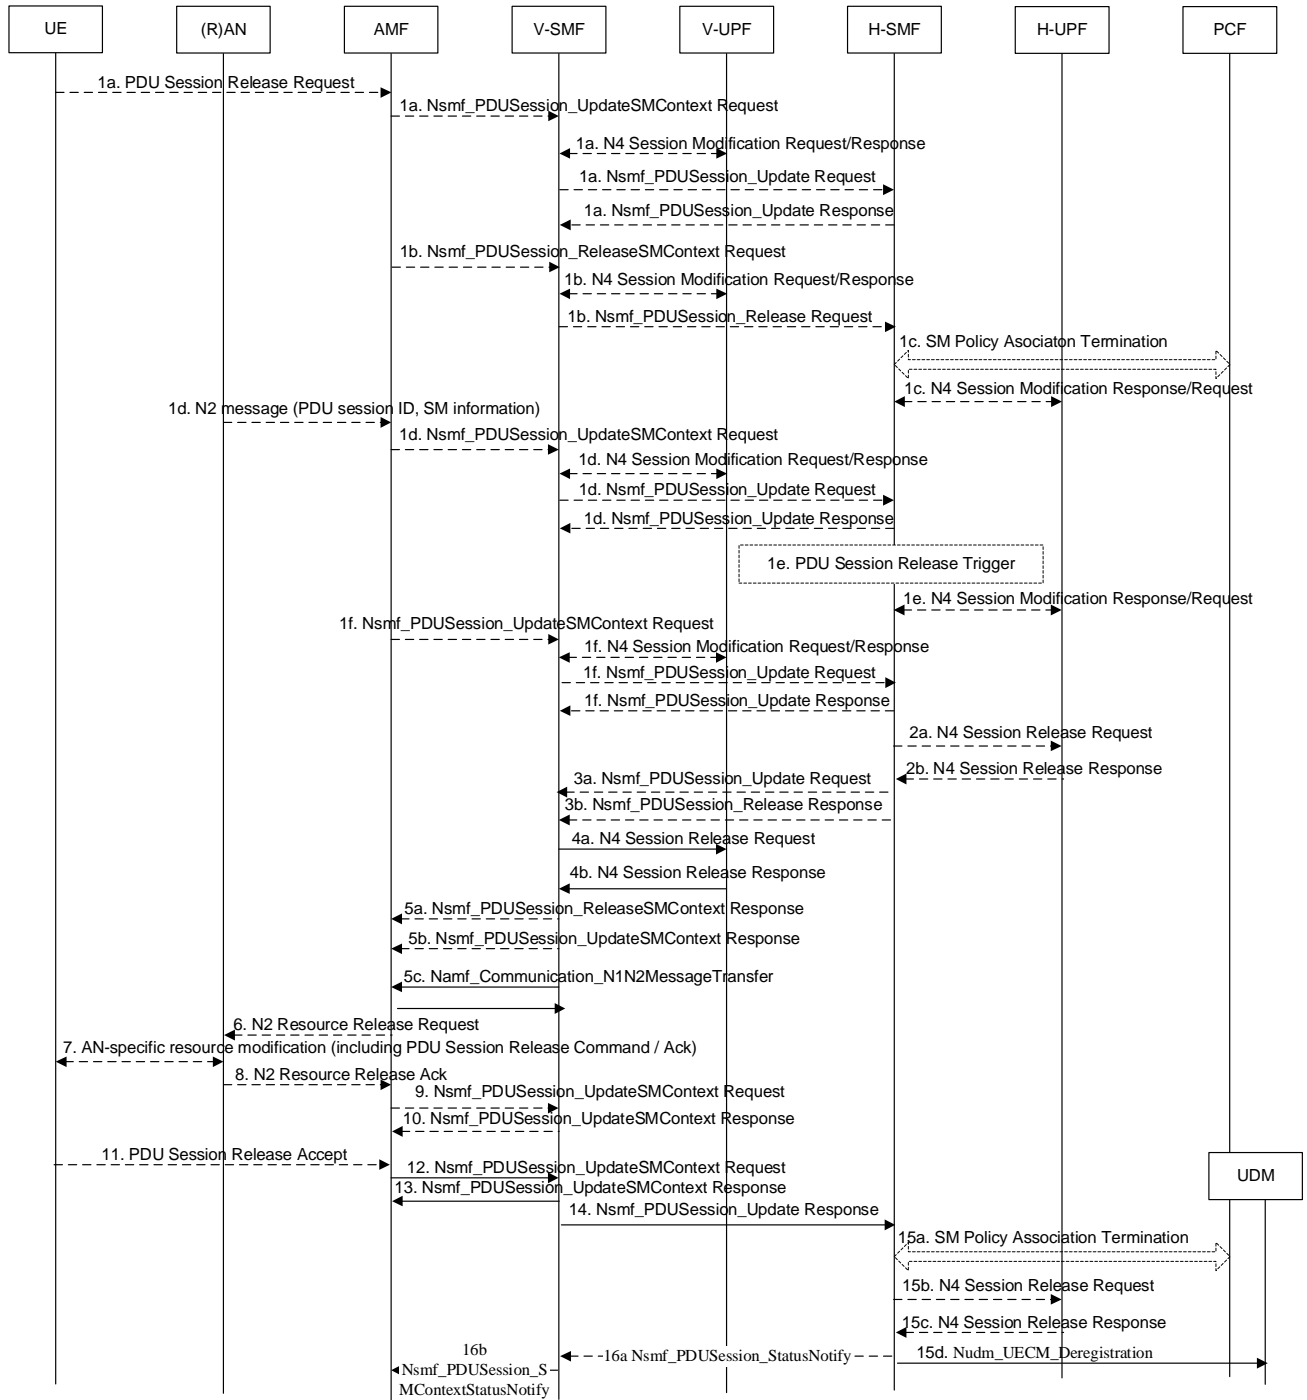 UE
(R)AN
AMF
V-SMF
V-UPF
H-SMF
H-UPF
PCF
1a. PDU Session Release Request
1a. Nsmf_PDUSession_UpdateSMContext Request
1a. N4 Session Modification Request/Response
1a. Nsmf_PDUSession_Update Request
1a. Nsmf_PDUSession_Update Response
1b. Nsmf_PDUSession_ReleaseSMContext Request
1b. N4 Session Modification Request/Response
1b. Nsmf_PDUSession_Release Request
1c. SM Policy Asociaton Termination
1c. N4 Session Modification Response/Request
1d. N2 message (PDU session ID, SM information)
1d. Nsmf_PDUSession_UpdateSMContext Request
1d. N4 Session Modification Request/Response
1d. Nsmf_PDUSession_Update Request
1d. Nsmf_PDUSession_Update Response
1e. PDU Session Release Trigger
1e. N4 Session Modification Response/Request
1f. Nsmf_PDUSession_UpdateSMContext Request
1f. N4 Session Modification Request/Response
1f. Nsmf_PDUSession_Update Request
1f. Nsmf_PDUSession_Update Response
2a. N4 Session Release Request
2b. N4 Session Release Response
3a. Nsmf_PDUSession_Update Request
3b. Nsmf_PDUSession_Release Response
4a. N4 Session Release Request
4b. N4 Session Release Response
5a. Nsmf_PDUSession_ReleaseSMContext Response
5b. Nsmf_PDUSession_UpdateSMContext Response
5c. Namf_Communication_N1N2MessageTransfer
6. N2 Resource Release Request
7. AN-specific resource modification (including PDU Session Release Command / Ack)
8. N2 Resource Release Ack
9. Nsmf_PDUSession_UpdateSMContext Request
10. Nsmf_PDUSession_UpdateSMContext Response
11. PDU Session Release Accept
12. Nsmf_PDUSession_UpdateSMContext Request
UDM
13. Nsmf_PDUSession_UpdateSMContext Response
14. Nsmf_PDUSession_Update Response
15a. SM Policy Association Termination
15b. N4 Session Release Request
15c. N4 Session Release Response
16b
Nsmf_PDUSession_S
MContextStatusNotify
16a Nsmf_PDUSession_StatusNotify
15d. Nudm_UECM_Deregistration